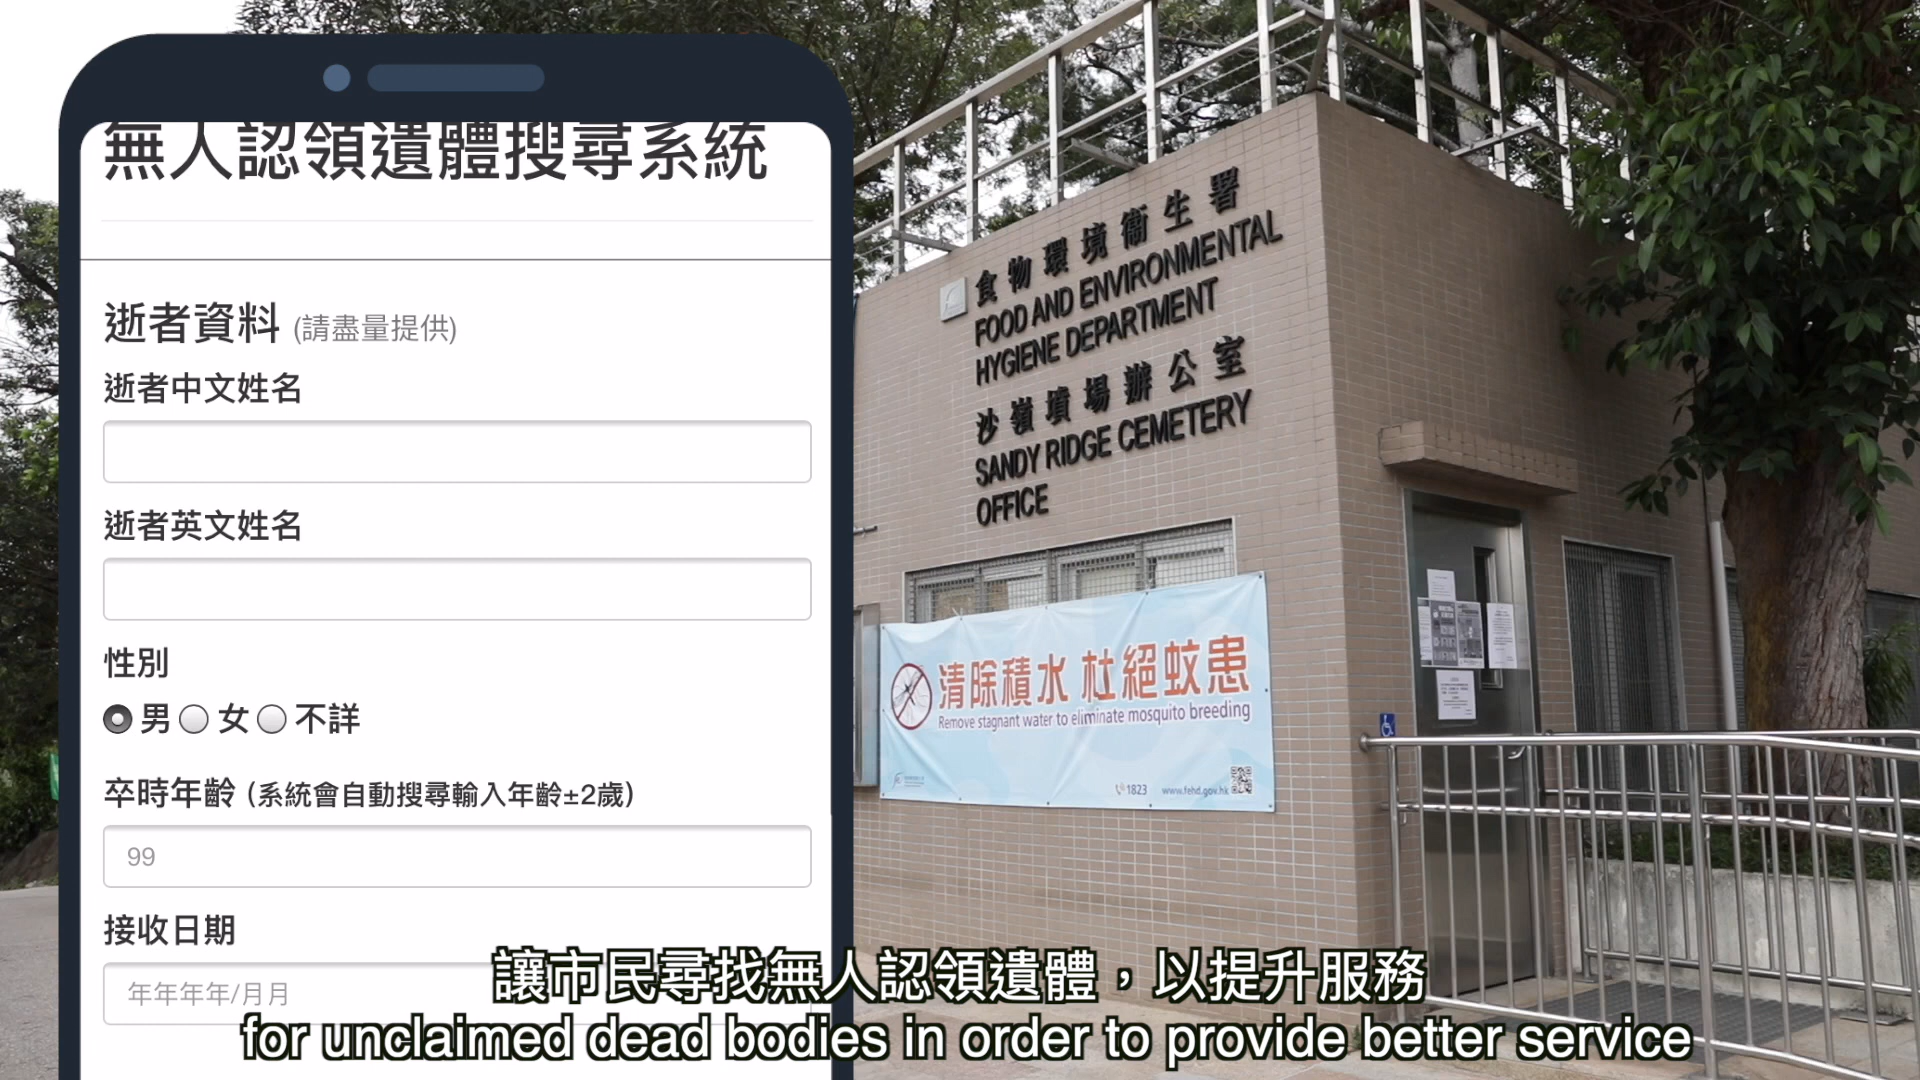 無人認領遺體搜尋系統
逝者資料 (請盡量提供)
逝者中文姓名
逝者英文姓名
性別
男 女 不詳
卒時年齡 (系統會自動搜尋輸入年齡±2歲)
99
接收日期
年年年年/月月
食物環境衞生署
FOOD AND ENVIRONMENTAL
HYGIENE DEPARTMENT
沙嶺墳場辦公室
SANDY RIDGE CEMETERY
OFFICE
清除積水 杜絕蚊患
Remove stagnant water to eliminate mosquito breeding
1823 www.fehd.gov.hk
讓市民尋找無人認領遺體，以提升服務
for unclaimed dead bodies in order to provide better service